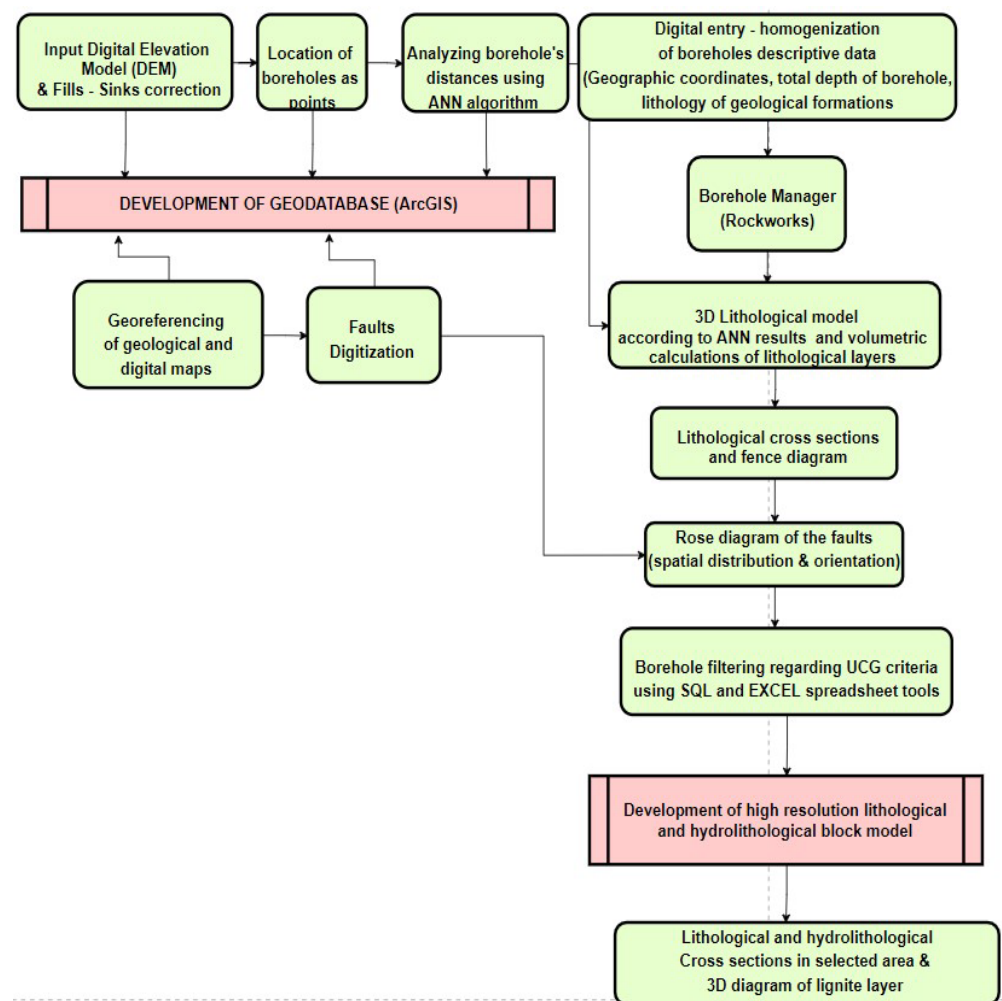 Input Digital Elevation
Model (DEM)
& Fills - Sinks correction
Location of
boreholes as
points
Analyzing borehole's
distances using
ANN algorithm
Digital entry - homogenization
of boreholes descriptive data
(Geographic coordinates, total depth of borehole,
lithology of geological formations
DEVELOPMENT OF GEODATABASE (ArcGIS)
Borehole Manager
(Rockworks)
Georeferencing
of geological and
digital maps
Faults
Digitization
3D Lithological model
according to ANN results and volumetric
calculations of lithological layers
Lithological cross sections
and fence diagram
Rose diagram of the faults
(spatial distribution & orientation)
Borehole filtering regarding UCG criteria
using SQL and EXCEL spreadsheet tools
Development of high resolution lithological
and hydrolithological block model
Lithological and hydrolithological
Cross sections in selected area &
3D diagram of lignite layer